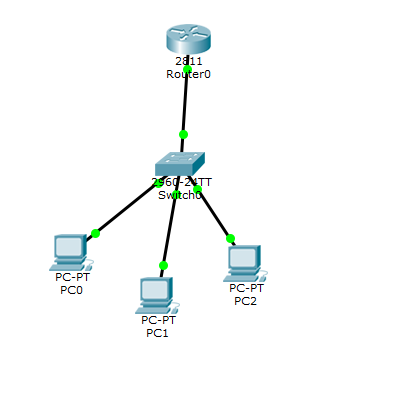 2811
Router0
2960-24TT
Switch0
PC-PT
PC0
PC-PT
PC1
PC-PT
PC2